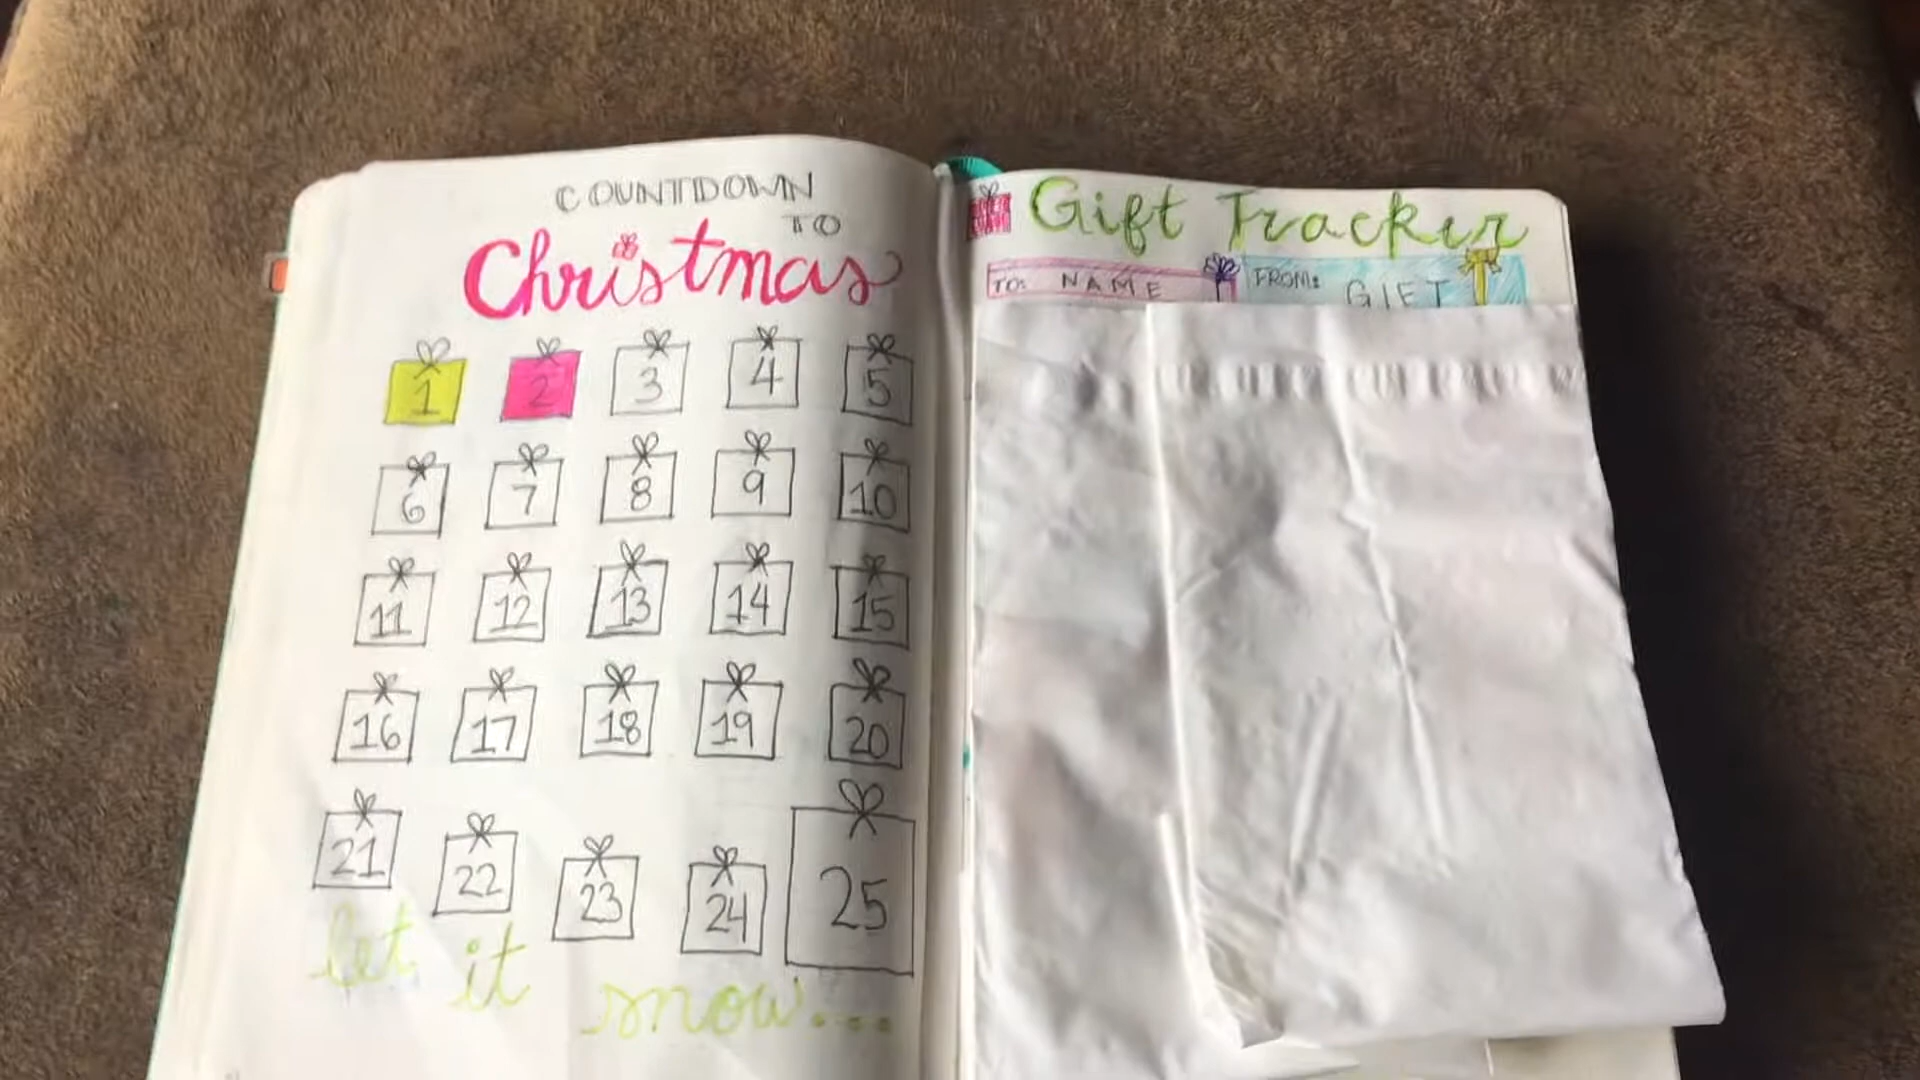 COUNTDOWN
TO
Christmas
1 2 3 4 5
6 7 8 9 10
11 12 13 14 15
16 17 18 19 20
21 22 23 24 25
let it snow...
Gift Tracker
TO: NAME FROM: GIFT